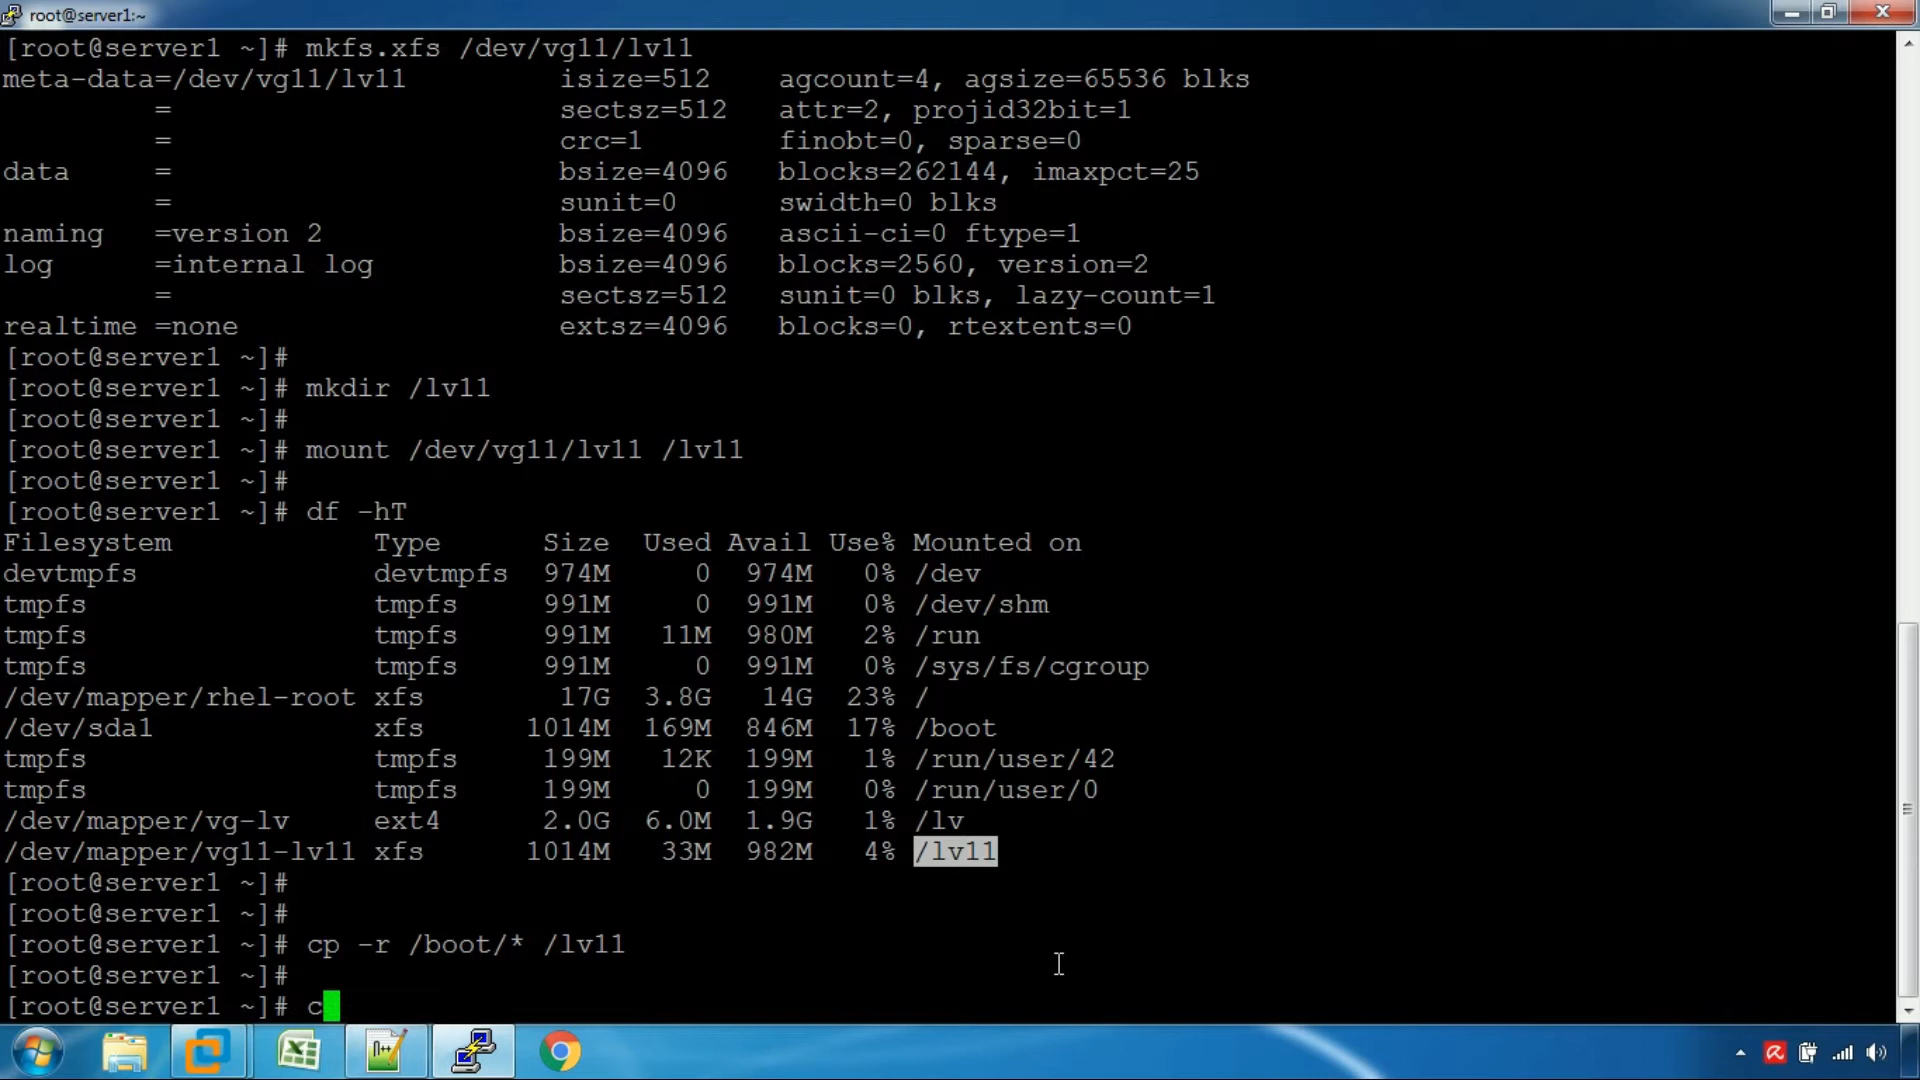 root@server1:~
[root@server1 ~]# mkfs.xfs /dev/vg11/lv11
meta-data=/dev/vg11/lv11         isize=512    agcount=4, agsize=65536 blks
         =                       sectsz=512   attr=2, projid32bit=1
         =                       crc=1        finobt=0, sparse=0
data     =                       bsize=4096   blocks=262144, imaxpct=25
         =                       sunit=0      swidth=0 blks
naming   =version 2              bsize=4096   ascii-ci=0 ftype=1
log      =internal log           bsize=4096   blocks=2560, version=2
         =                       sectsz=512   sunit=0 blks, lazy-count=1
realtime =none                   extsz=4096   blocks=0, rtextents=0
[root@server1 ~]#
[root@server1 ~]# mkdir /lv11
[root@server1 ~]#
[root@server1 ~]# mount /dev/vg11/lv11 /lv11
[root@server1 ~]#
[root@server1 ~]# df -hT
Filesystem            Type      Size  Used Avail Use% Mounted on
devtmpfs              devtmpfs  974M     0  974M   0% /dev
tmpfs                 tmpfs     991M     0  991M   0% /dev/shm
tmpfs                 tmpfs     991M   11M  980M   2% /run
tmpfs                 tmpfs     991M     0  991M   0% /sys/fs/cgroup
/dev/mapper/rhel-root xfs        17G  3.8G   14G  23% /
/dev/sda1             xfs      1014M  169M  846M  17% /boot
tmpfs                 tmpfs     199M   12K  199M   1% /run/user/42
tmpfs                 tmpfs     199M     0  199M   0% /run/user/0
/dev/mapper/vg-lv     ext4      2.0G  6.0M  1.9G   1% /lv
/dev/mapper/vg11-lv11 xfs      1014M   33M  982M   4% /lv11
[root@server1 ~]#
[root@server1 ~]#
[root@server1 ~]# cp -r /boot/* /lv11
[root@server1 ~]#
[root@server1 ~]# c